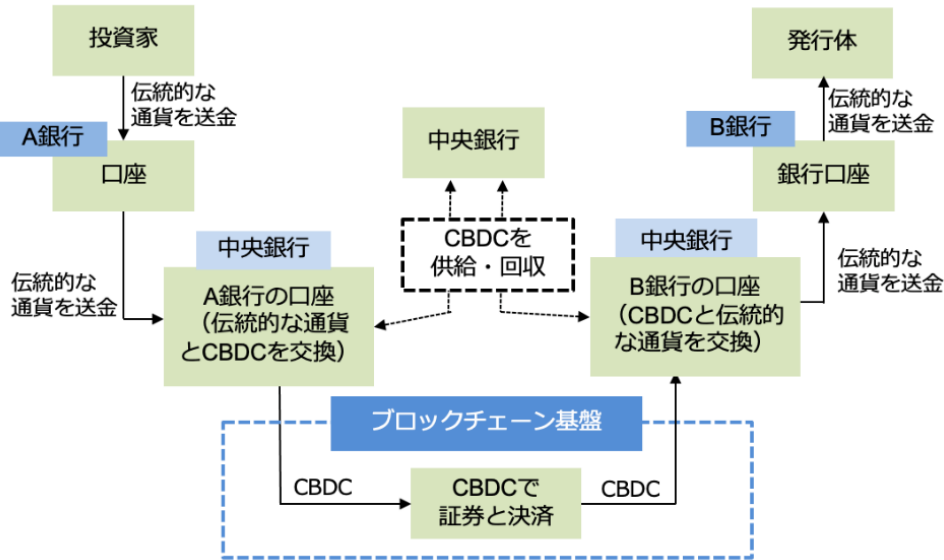 投資家
伝統的な
通貨を送金
A銀行
口座
伝統的な
通貨を送金
中央銀行
A銀行の口座
（伝統的な通貨
とCBDCを交換）
中央銀行
CBDCを
供給・回収
発行体
伝統的な
通貨を送金
B銀行
銀行口座
伝統的な
通貨を送金
中央銀行
B銀行の口座
（CBDCと伝統的
な通貨を交換）
ブロックチェーン基盤
CBDC
CBDCで
証券と決済
CBDC